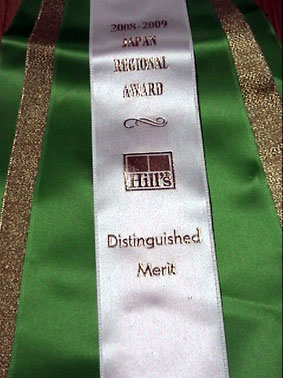 2008-2009
JAPAN
REGIONAL
AWARD
Hill's
Distinguished
Merit